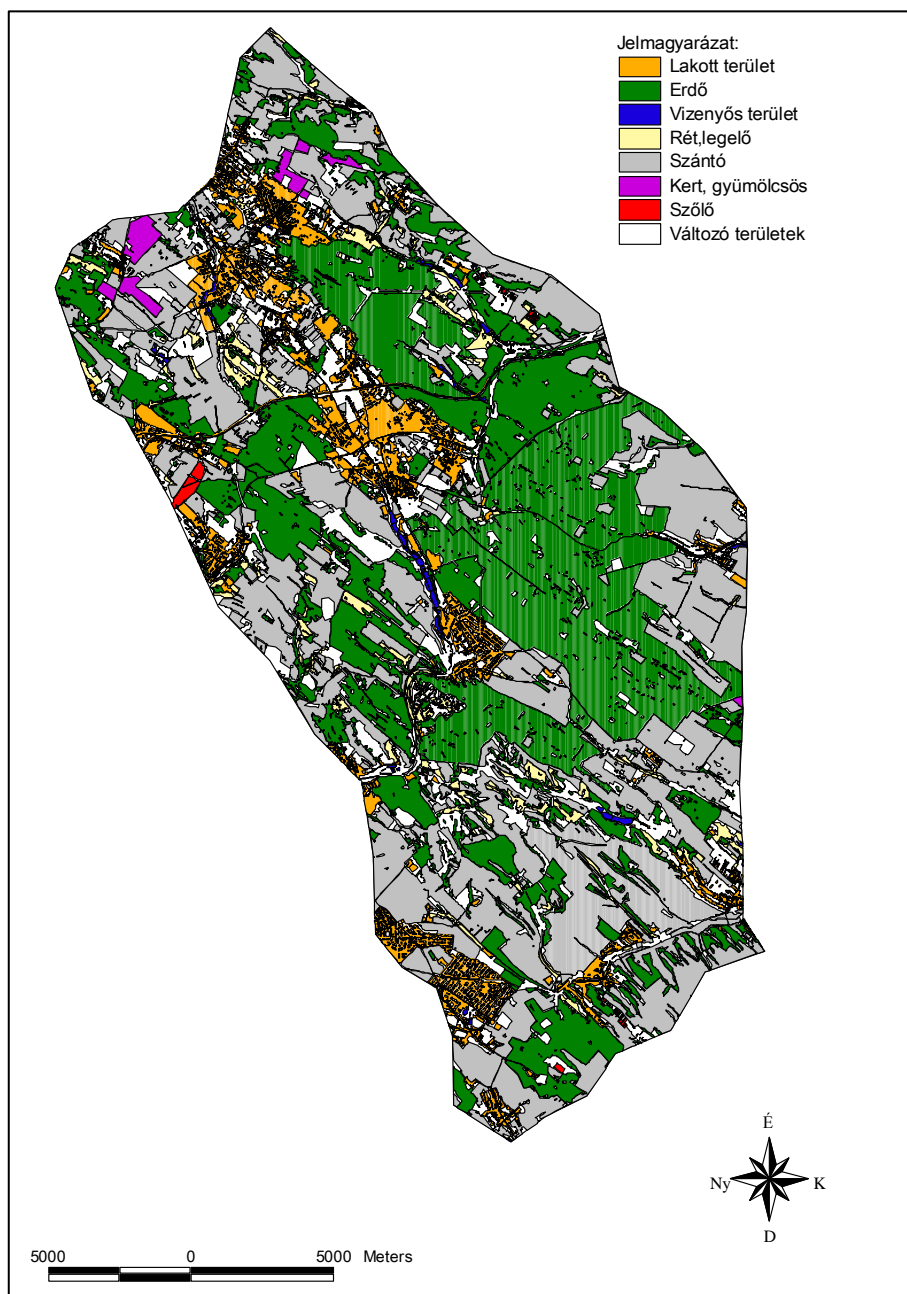 Jelmagyarázat:
Lakott terület
Erdő
Vizenyős terület
Rét,legelő
Szántó
Kert, gyümölcsös
Szőlő
Változó területek
É
Ny K
D
5000 0 5000 Meters